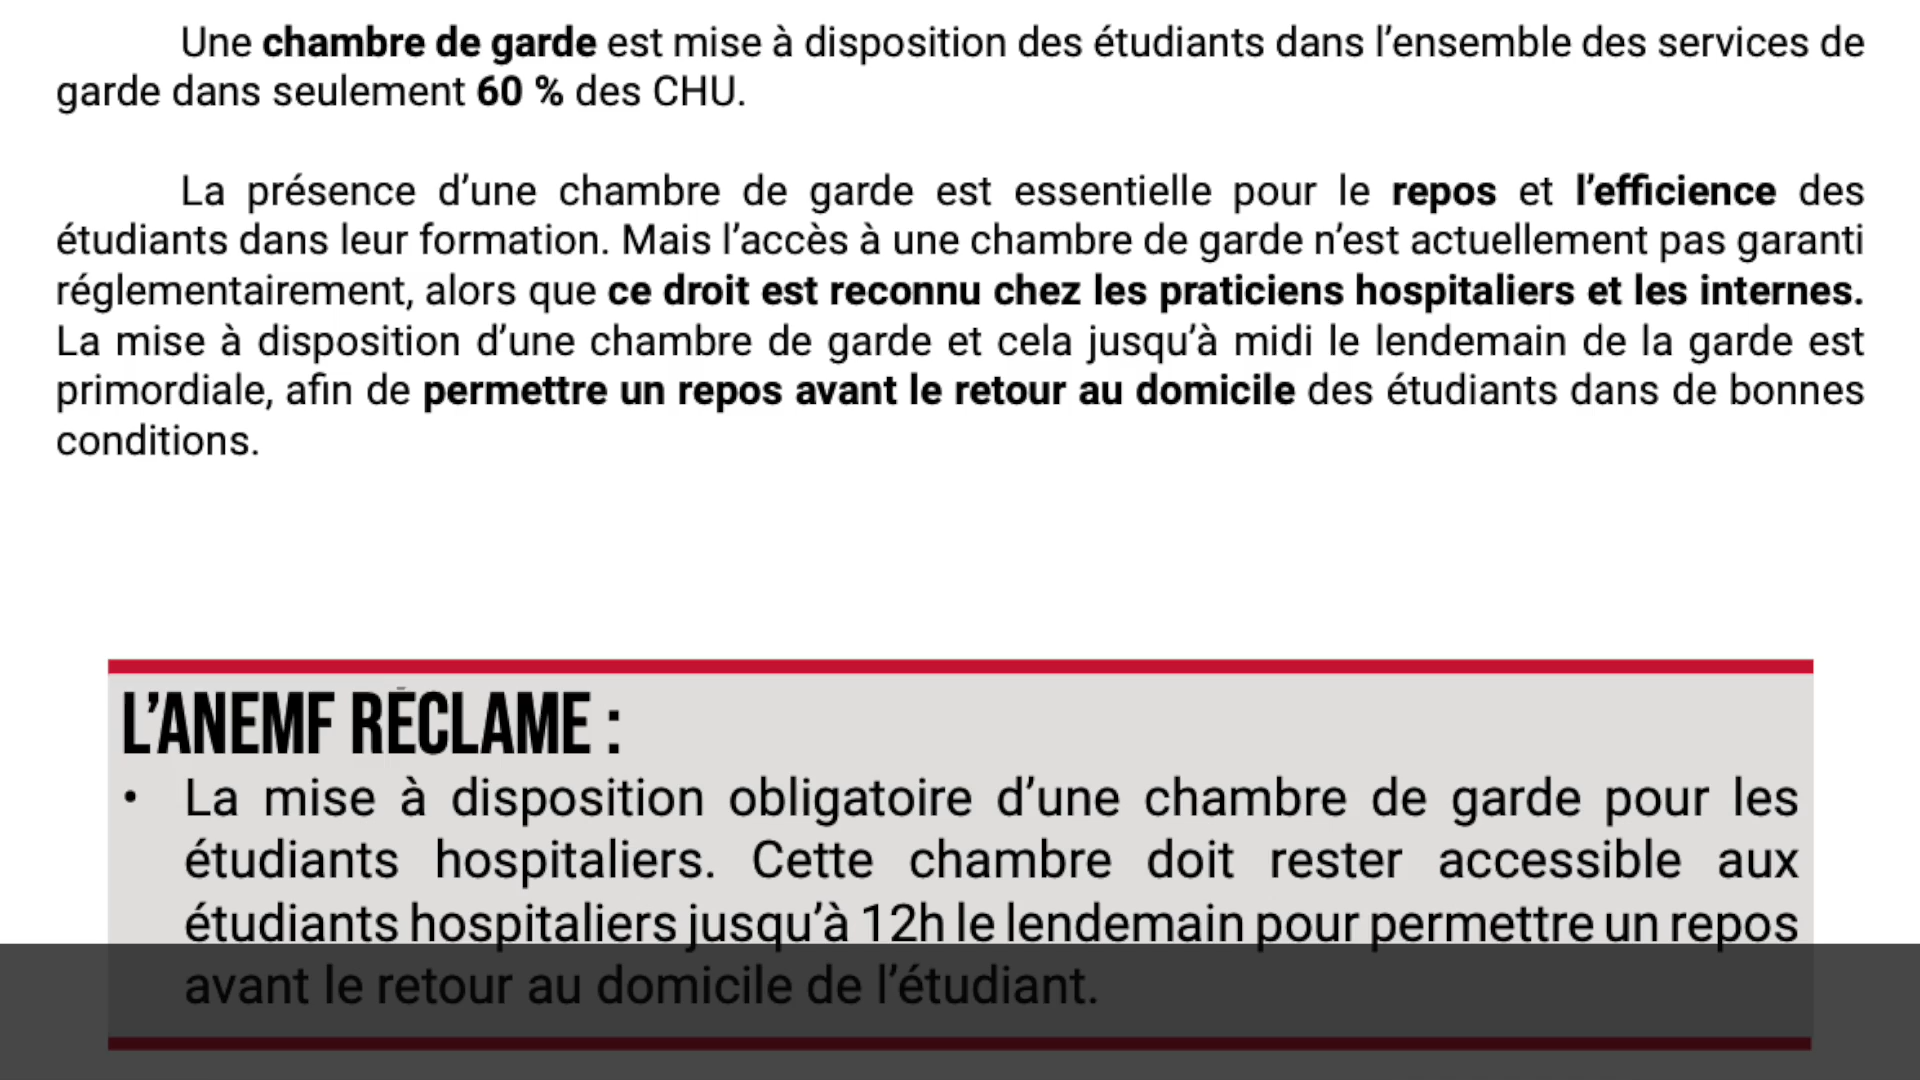 Une chambre de garde est mise à disposition des étudiants dans l’ensemble des services de
garde dans seulement 60 % des CHU.
La présence d’une chambre de garde est essentielle pour le repos et l’efficience des
étudiants dans leur formation. Mais l’accès à une chambre de garde n’est actuellement pas garanti
réglementairement, alors que ce droit est reconnu chez les praticiens hospitaliers et les internes.
La mise à disposition d’une chambre de garde et cela jusqu’à midi le lendemain de la garde est
primordiale, afin de permettre un repos avant le retour au domicile des étudiants dans de bonnes
conditions.
L’ANEMF RÉCLAME :
• La mise à disposition obligatoire d’une chambre de garde pour les
étudiants hospitaliers. Cette chambre doit rester accessible aux
étudiants hospitaliers jusqu’à 12h le lendemain pour permettre un repos
avant le retour au domicile de l’étudiant.